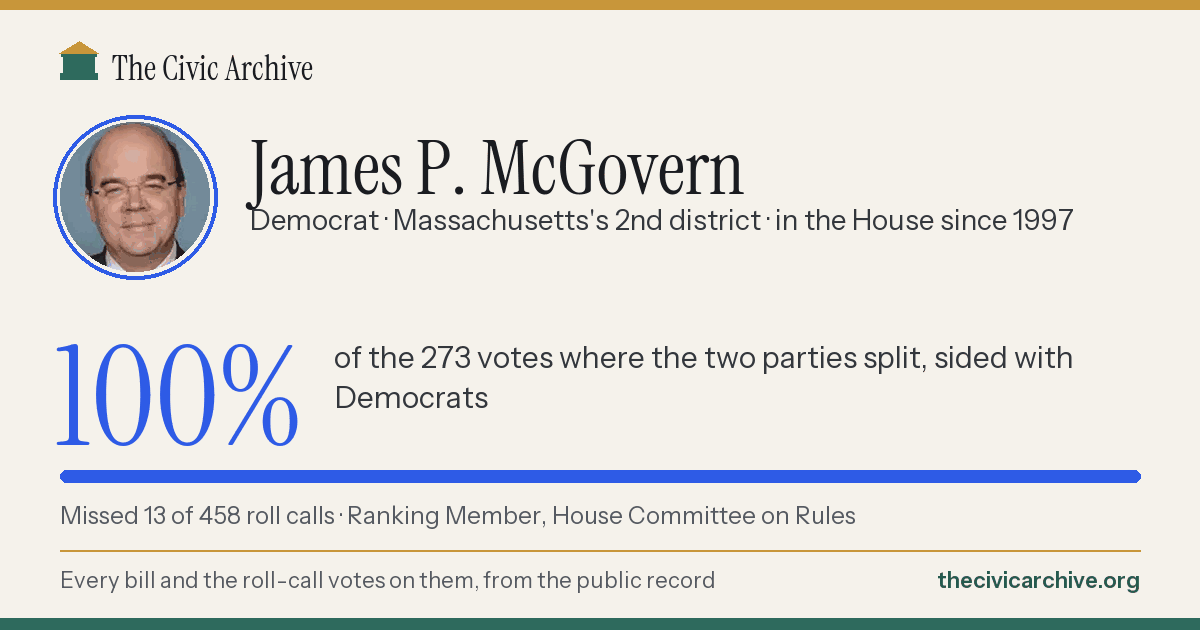 The Civic Archive
James P. McGovern
Democrat · Massachusetts's 2nd district · in the House since 1997
100%
of the 273 votes where the two parties split, sided with
Democrats
Missed 13 of 458 roll calls · Ranking Member, House Committee on Rules
Every bill and the roll-call votes on them, from the public record
thecivicarchive.org